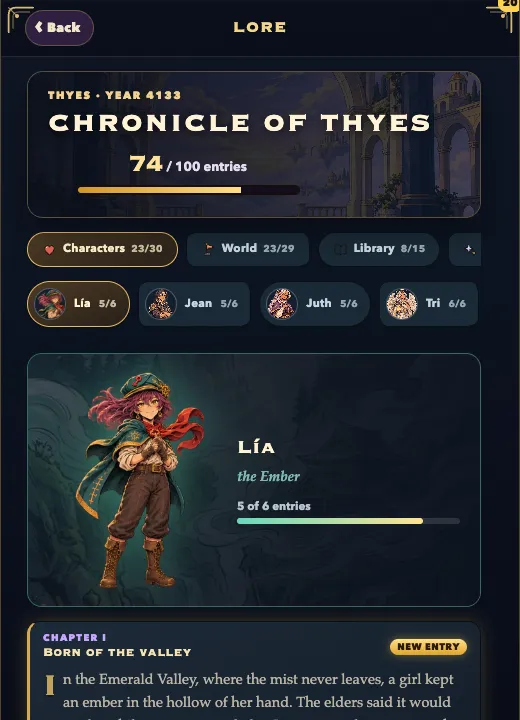 20
Back
LORE
THYES • YEAR 4133
CHRONICLE OF THYES
74 / 100 entries
Characters 23/30
World 23/29
Library 8/15
Lía 5/6
Jean 5/6
Juth 5/6
Tri 6/6
Lía
the Ember
5 of 6 entries
CHAPTER I
BORN OF THE VALLEY
NEW ENTRY
In the Emerald Valley, where the mist never leaves, a girl kept
an ember in the hollow of her hand. The elders said it would